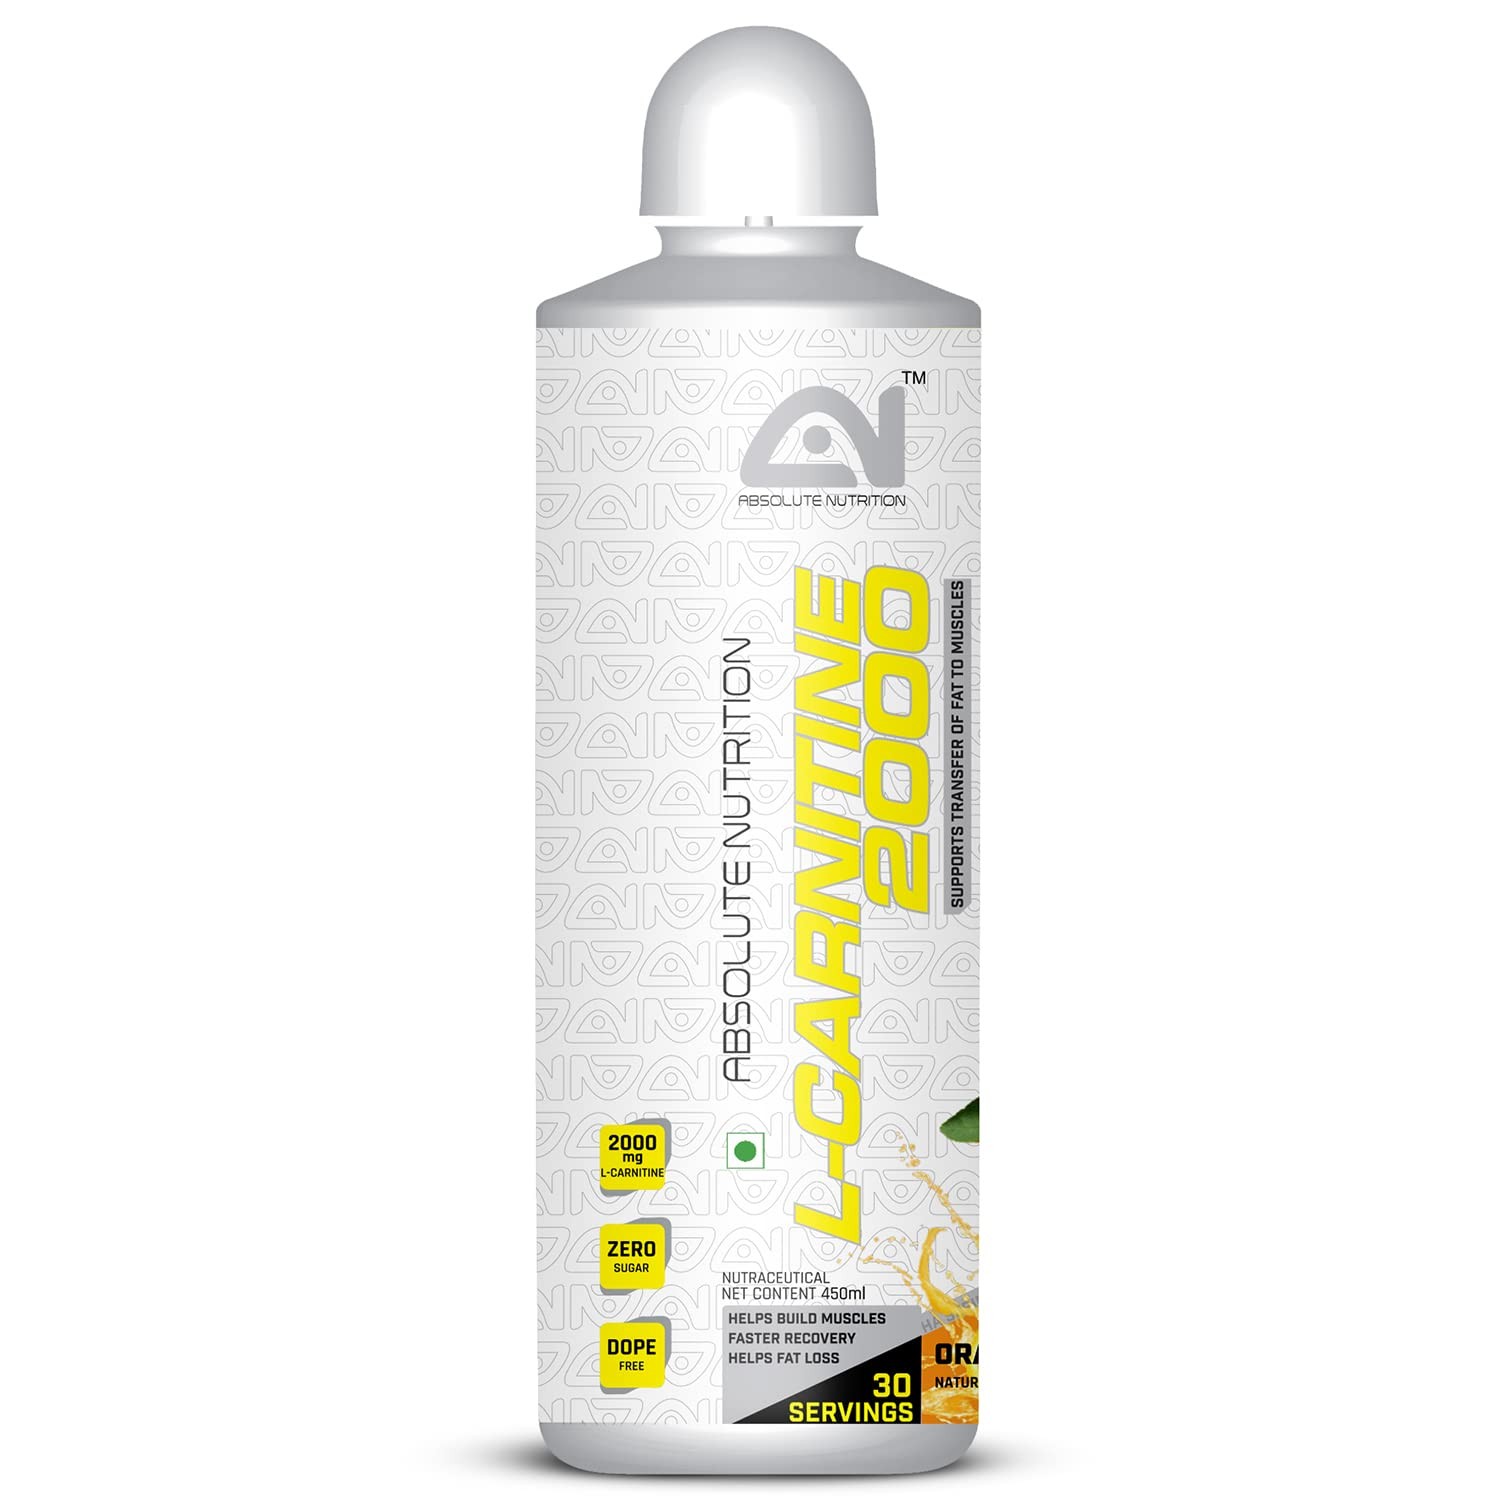 TM
ABSOLUTE NUTRITION
ABSOLUTE NUTRITION
L-CARNITINE
2000
SUPPORTS TRANSFER OF FAT TO MUSCLES
2000
mg
L-CARNITINE
ZERO
SUGAR
DOPE
FREE
NUTRACEUTICAL
NET CONTENT 450ml
HELPS BUILD MUSCLES
FASTER RECOVERY
HELPS FAT LOSS
30
SERVINGS